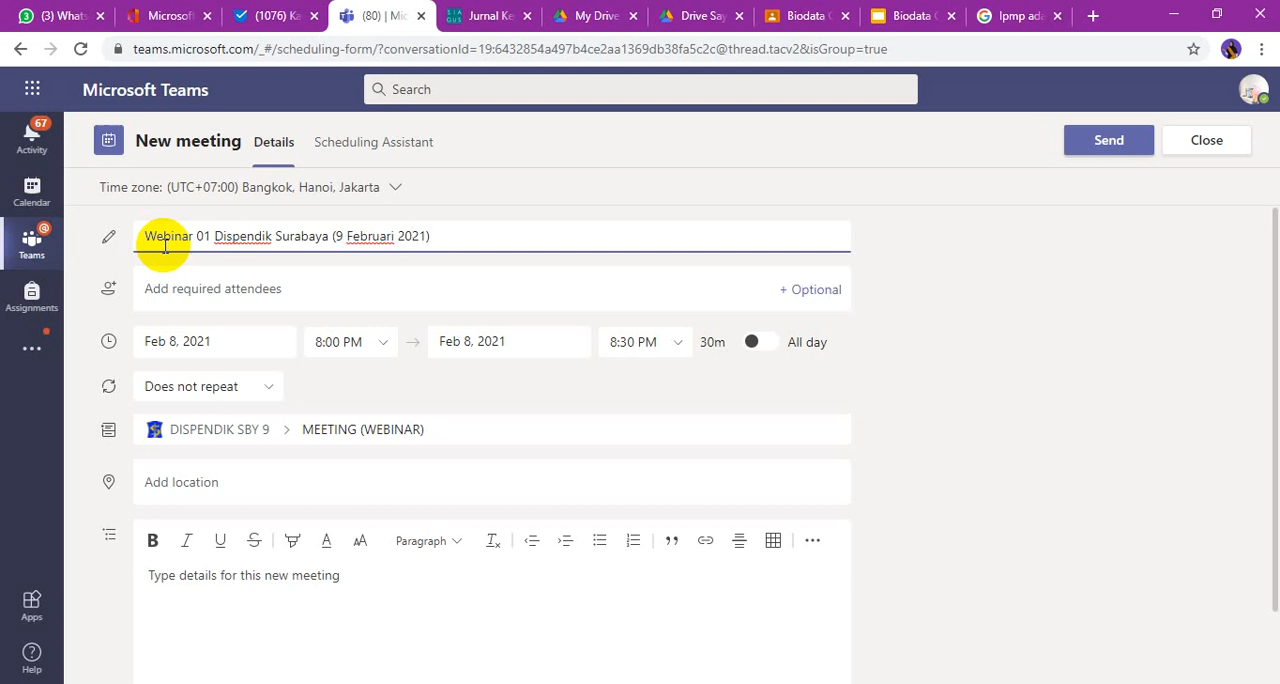 (3) Whats
Microsoft
(1076) Ka
(80) | Mic
Jurnal Ke
My Drive
Drive Say
Biodata
Biodata
lpmp ada
teams.microsoft.com/_#/scheduling-form/?conversationId=19:6432854a497b4ce2aa1369db38fa5c2c@thread.tacv2&isGroup=true
Microsoft Teams
Search
67
Activity
New meeting
Details
Scheduling Assistant
Send
Close
Calendar
Time zone: (UTC+07:00) Bangkok, Hanoi, Jakarta
Teams
Webinar 01 Dispendik Surabaya (9 Februari 2021)
Assignments
Add required attendees
+ Optional
Feb 8, 2021
8:00 PM
Feb 8, 2021
8:30 PM
30m
All day
Does not repeat
DISPENDIK SBY 9 > MEETING (WEBINAR)
Add location
Paragraph
Type details for this new meeting
Apps
Help